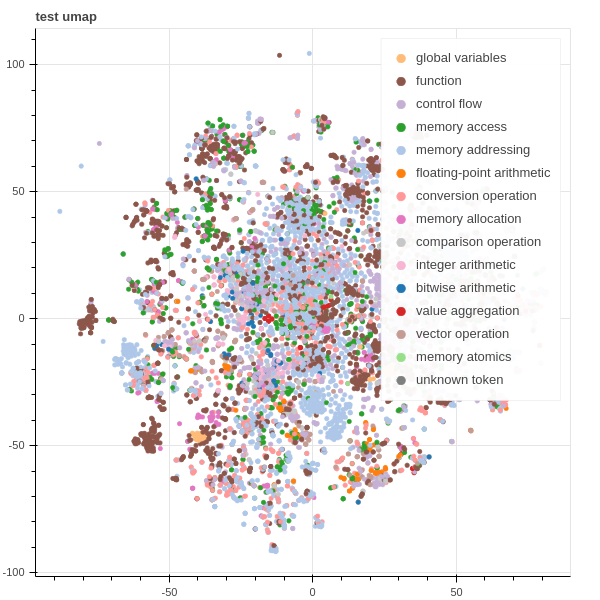 test umap
100
50
0
-50
-100
-50
0
50
global variables
function
control flow
memory access
memory addressing
floating-point arithmetic
conversion operation
memory allocation
comparison operation
integer arithmetic
bitwise arithmetic
value aggregation
vector operation
memory atomics
unknown token